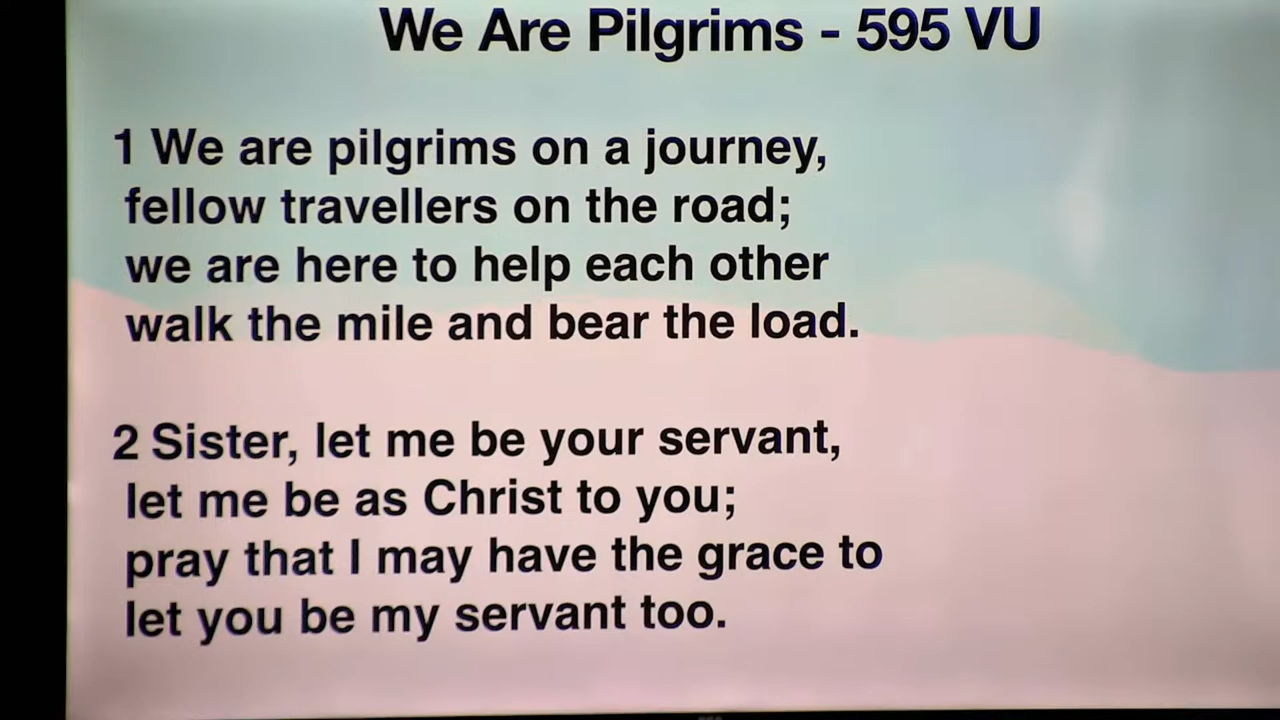 We Are Pilgrims - 595 VU
1 We are pilgrims on a journey,
fellow travellers on the road;
we are here to help each other
walk the mile and bear the load.
2 Sister, let me be your servant,
let me be as Christ to you;
pray that I may have the grace to
let you be my servant too.